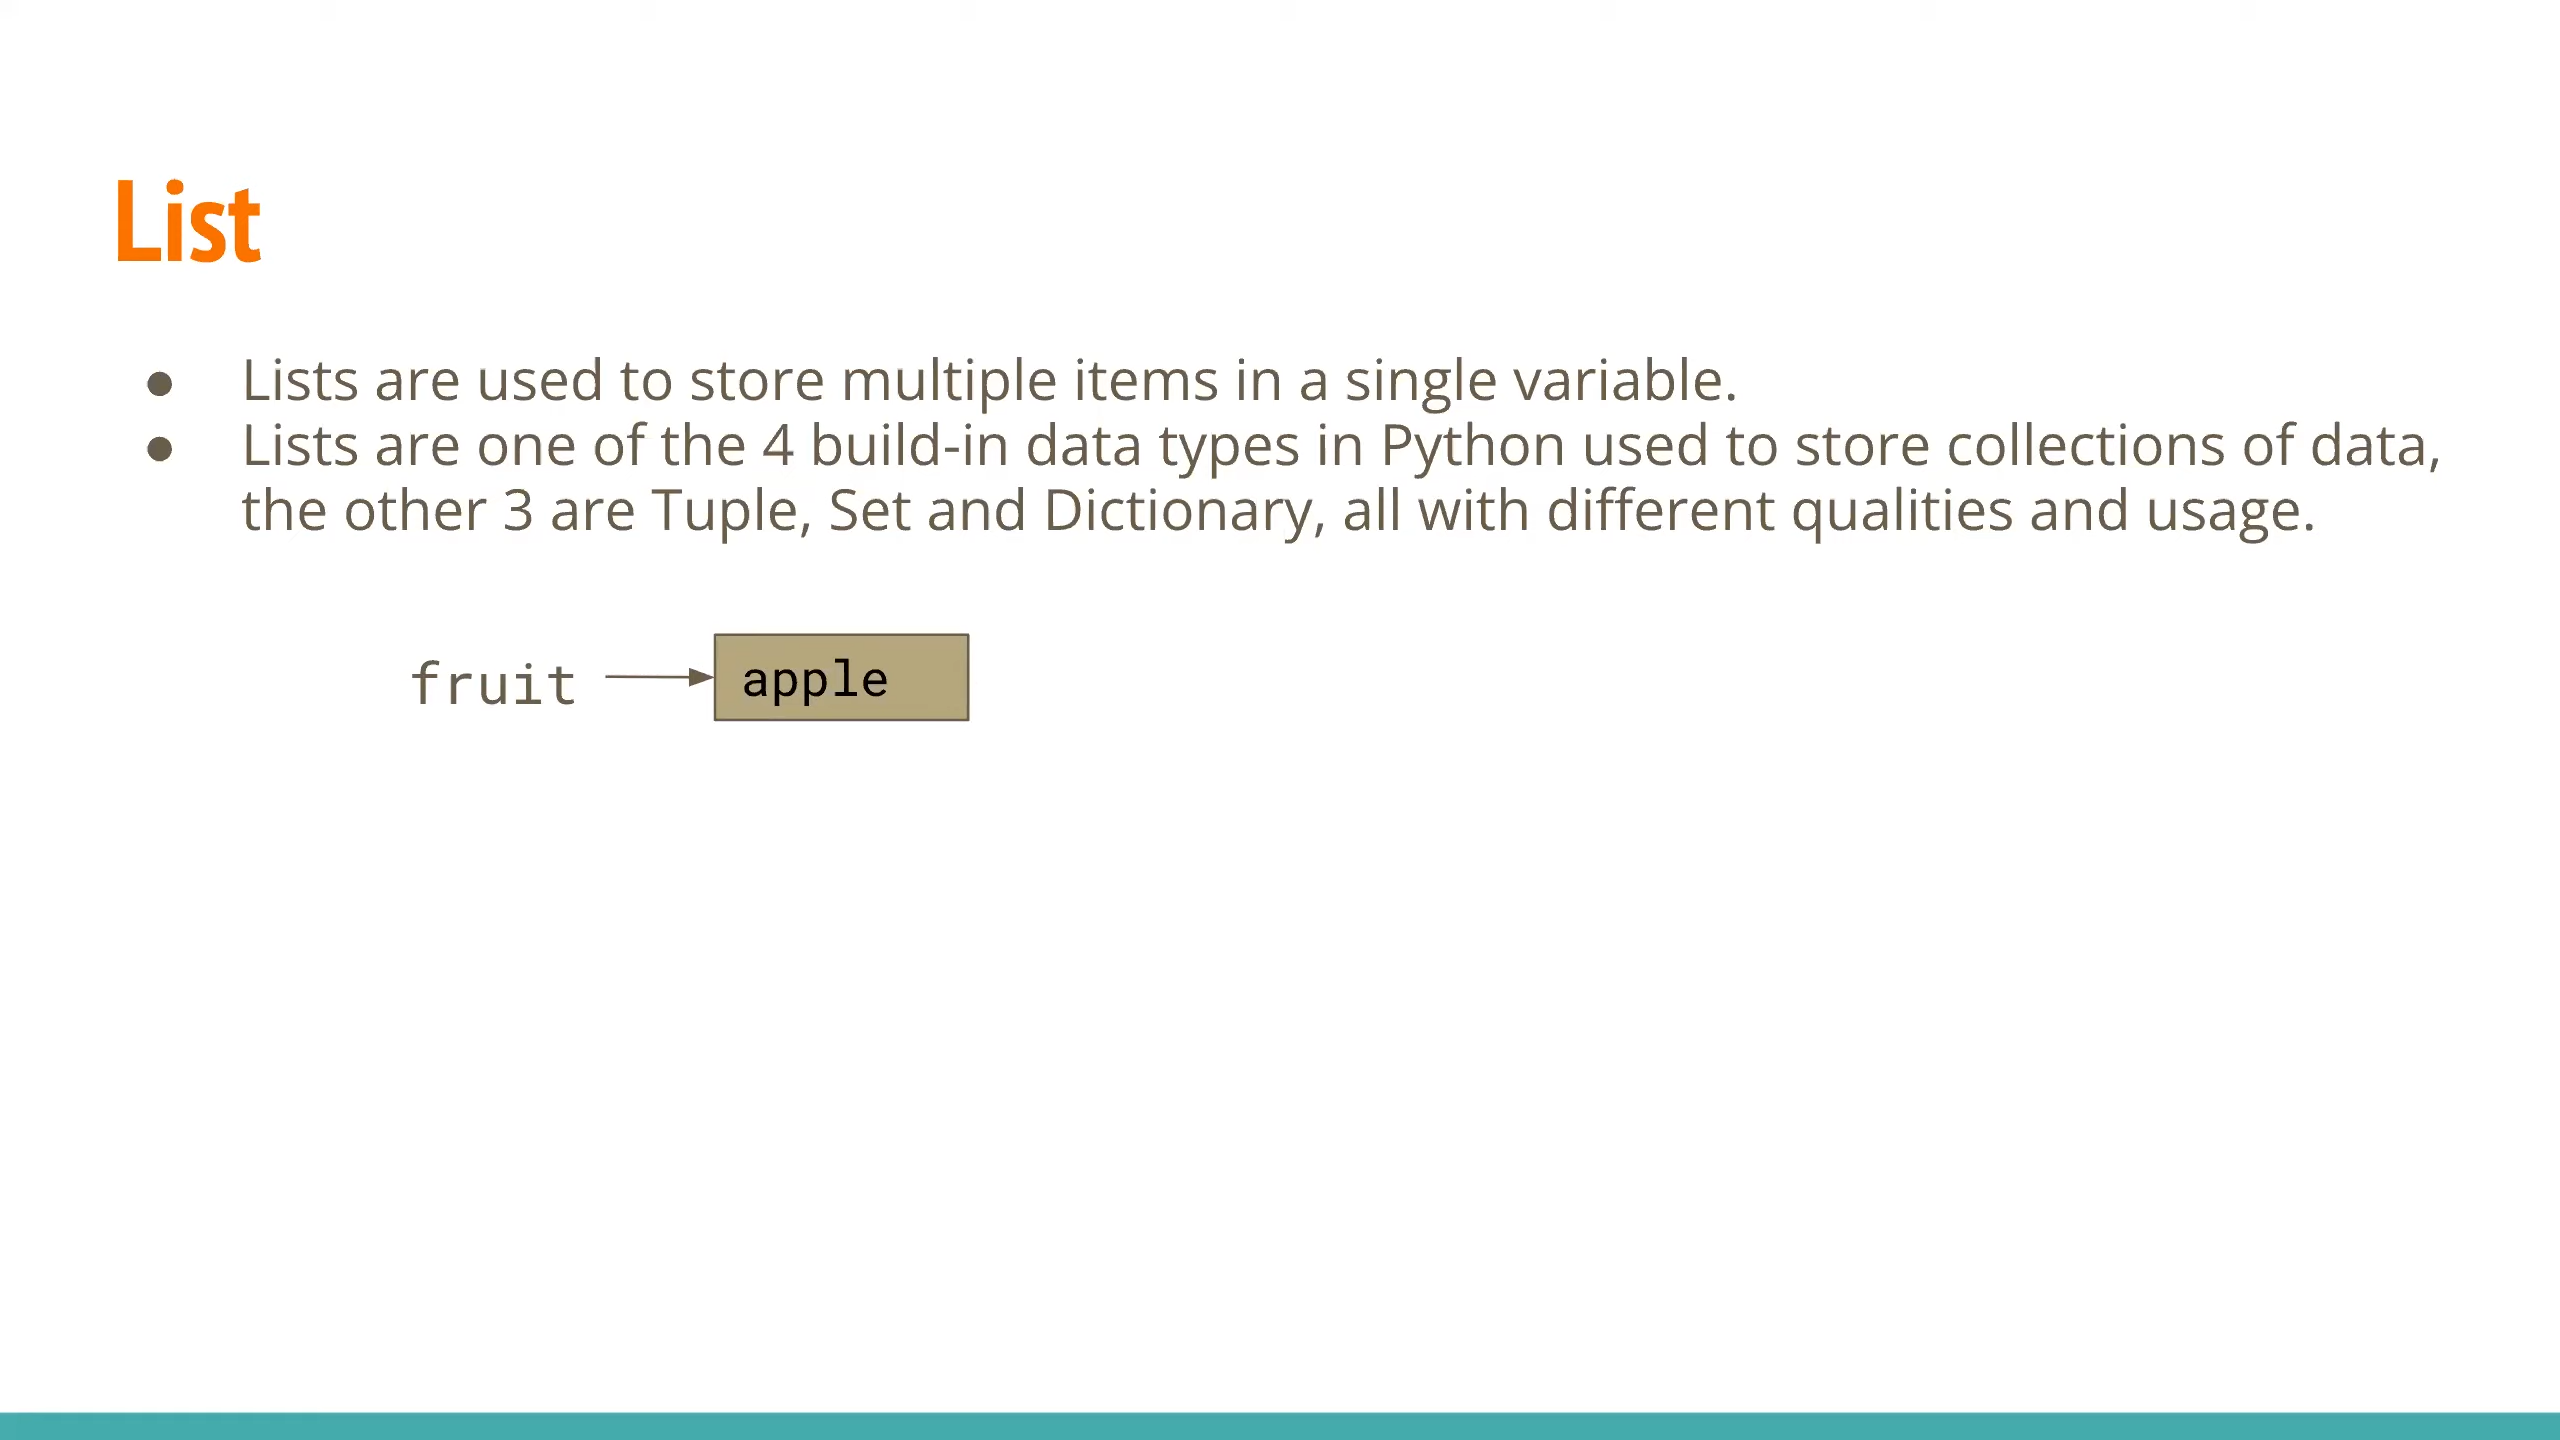 List
● Lists are used to store multiple items in a single variable.
● Lists are one of the 4 build-in data types in Python used to store collections of data,
the other 3 are Tuple, Set and Dictionary, all with different qualities and usage.
fruit apple